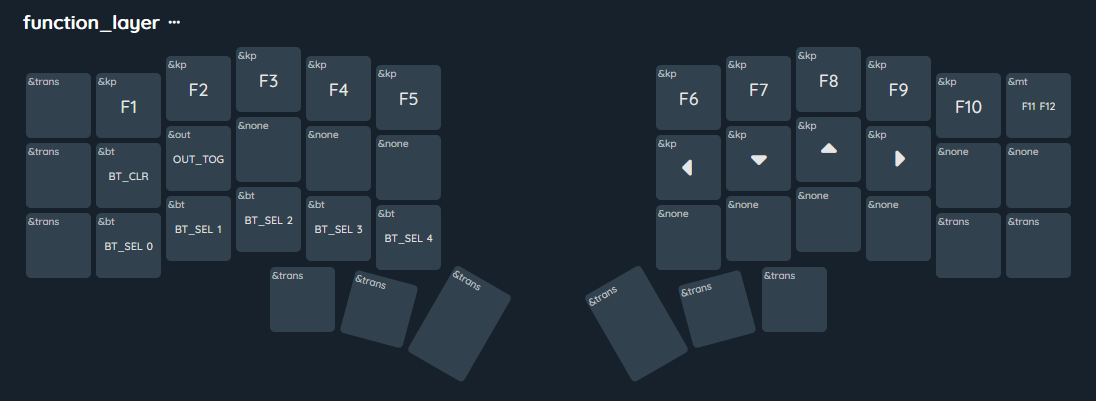 function_layer ···
&trans &kp F1 &kp F2 &kp F3 &kp F4 &kp F5 &kp F6 &kp F7 &kp F8 &kp F9 &kp F10 &mt F11 F12
&trans &bt BT_CLR &out OUT_TOG &none &none &none &kp &kp &kp &kp &none &none
&trans &bt BT_SEL 0 &bt BT_SEL 1 &bt BT_SEL 2 &bt BT_SEL 3 &bt BT_SEL 4 &none &none &none &none &trans &trans
&trans &trans &trans &trans &trans &trans